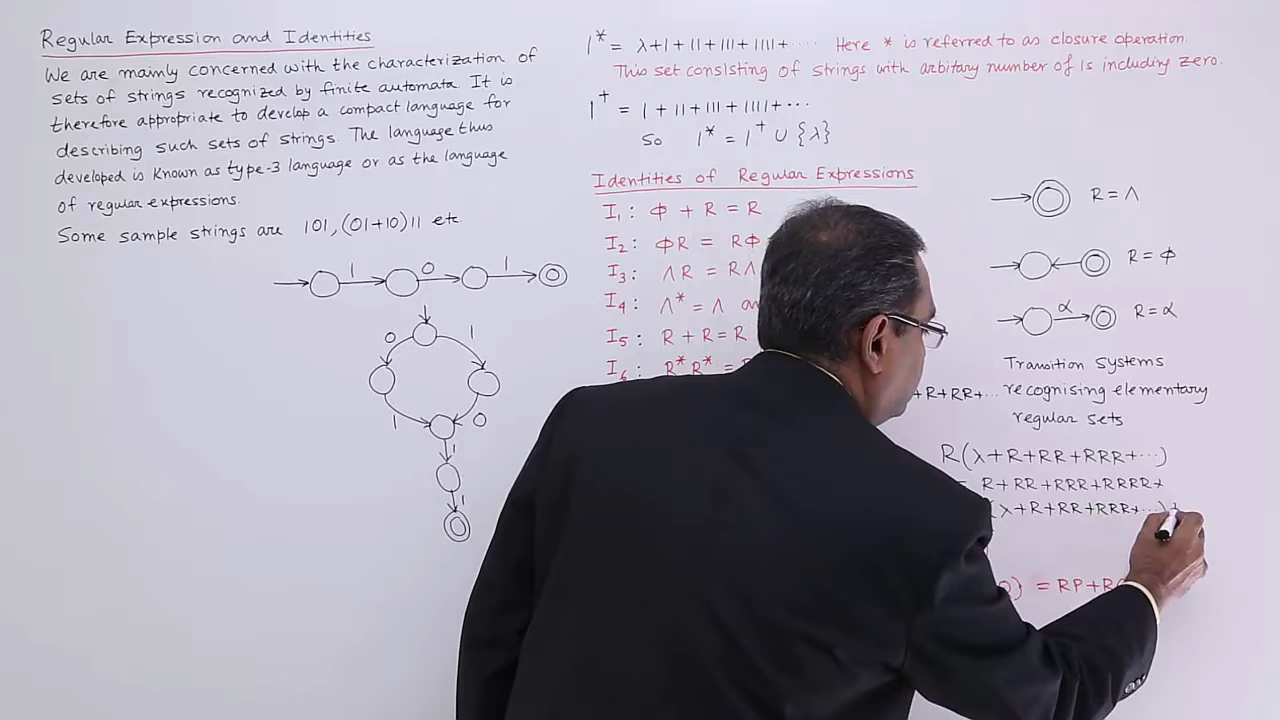 Regular Expression and Identities
We are mainly concerned with the characterization of
sets of strings recognized by finite automata. It is
therefore appropriate to develop a compact language for
describing such sets of strings. The language thus
developed is known as type-3 language or as the language
of regular expressions.
Some sample strings are 101, (01+10)11 etc.
1 0 1
0 1
1 0
1
1
1* = λ+1+11+111+1111+.... Here * is referred to as closure operation.
This set consisting of strings with arbitary number of 1s including zero.
1⁺ = 1+11+111+1111+...
So 1* = 1⁺ ∪ {λ}
Identities of Regular Expressions
I₁: Φ + R = R
I₂: ΦR = RΦ
I₃: ΛR = RΛ
I₄: Λ* = Λ
I₅: R + R = R
I₆: R*R* =
+R+RR+...
R = Λ
R = Φ
α R = α
Transition systems
recognising elementary
regular sets
R(λ+R+RR+RRR+...)
R+RR+RRR+RRRR+
(λ+R+RR+RRR+...)
) = RP+R